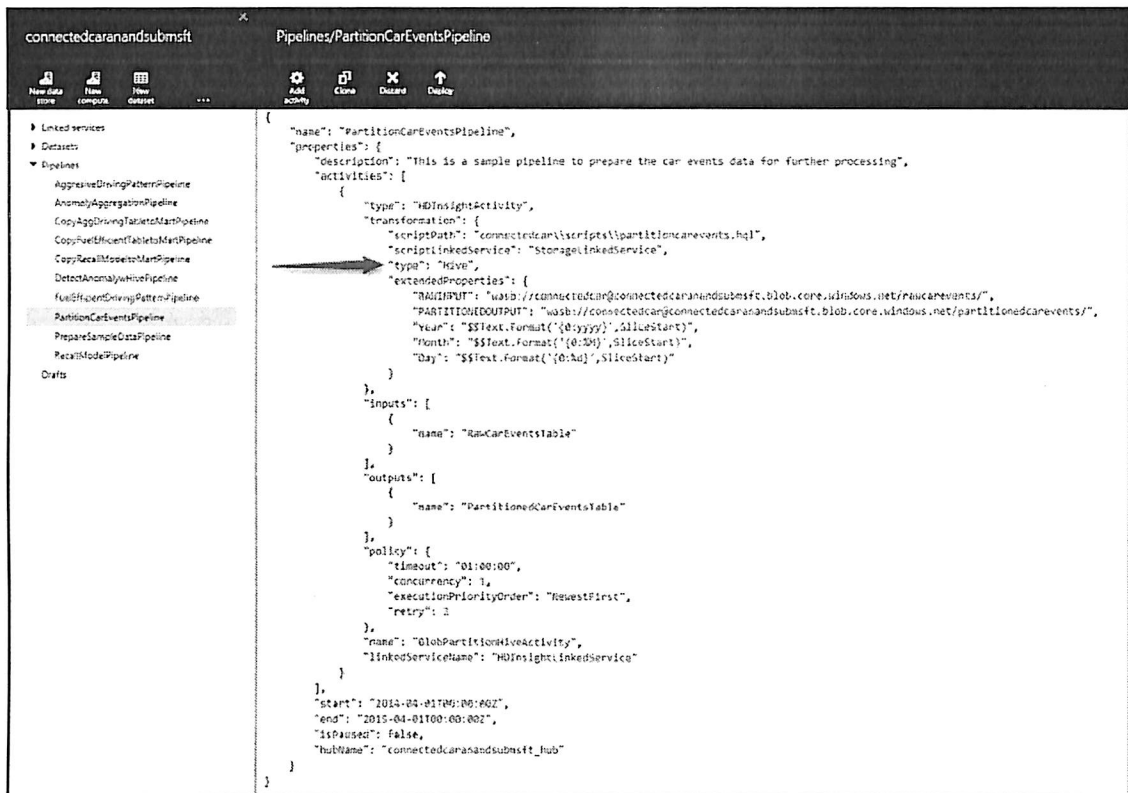 connectedcaranandsubmsft
Pipelines/PartitionCarEventsPipeline
New data store
New compute
New dataset
...
Add activity
Clone
Discard
Deploy
Linked services
Datasets
Pipelines
AggresiveDrivingPatternPipeline
AnomalyAggregationPipeline
CopyAggDrivingTabletoMartPipeline
CopyFuelEfficientTabletoMartPipeline
CopyRecallModeltoMartPipeline
DetectAnomalywHivePipeline
FuelEfficientDrivingPatternPipeline
PartitionCarEventsPipeline
PrepareSampleDataPipeline
RecallModelPipeline
Drafts
{
"name": "PartitionCarEventsPipeline",
"properties": {
"description": "This is a sample pipeline to prepare the car events data for further processing",
"activities": [
{
"type": "HDInsightActivity",
"transformation": {
"scriptPath": "connectedcar\\scripts\\partitioncarevents.hql",
"scriptLinkedService": "StorageLinkedService",
"type": "Hive",
"extendedProperties": {
"RAWINPUT": "wasb://connectedcar@connectedcaranandsubmsft.blob.core.windows.net/rawcarevents/",
"PARTITIONEDOUTPUT": "wasb://connectedcar@connectedcaranandsubmsft.blob.core.windows.net/partitionedcarevents/",
"Year": "$$Text.Format('{0:yyyy}',SliceStart)",
"Month": "$$Text.Format('{0:%M}',SliceStart)",
"Day": "$$Text.Format('{0:%d}',SliceStart)"
}
},
"inputs": [
{
"name": "RawCarEventsTable"
}
],
"outputs": [
{
"name": "PartitionedCarEventsTable"
}
],
"policy": {
"timeout": "01:00:00",
"concurrency": 1,
"executionPriorityOrder": "NewestFirst",
"retry":
},
"name": "BlobPartitionHiveActivity",
"linkedServiceName": "HDInsightLinkedService"
}
],
"start": "2014-04-01T00:00:00Z",
"end": "2015-04-01T00:00:00Z",
"isPaused": false,
"hubName": "connectedcaranandsubmsft_hub"
}
}